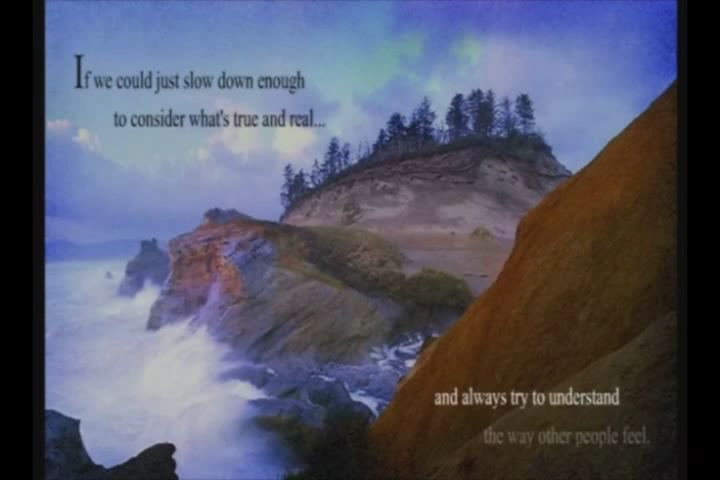 If we could just slow down enough
to consider what's true and real...
and always try to understand
the way other people feel.